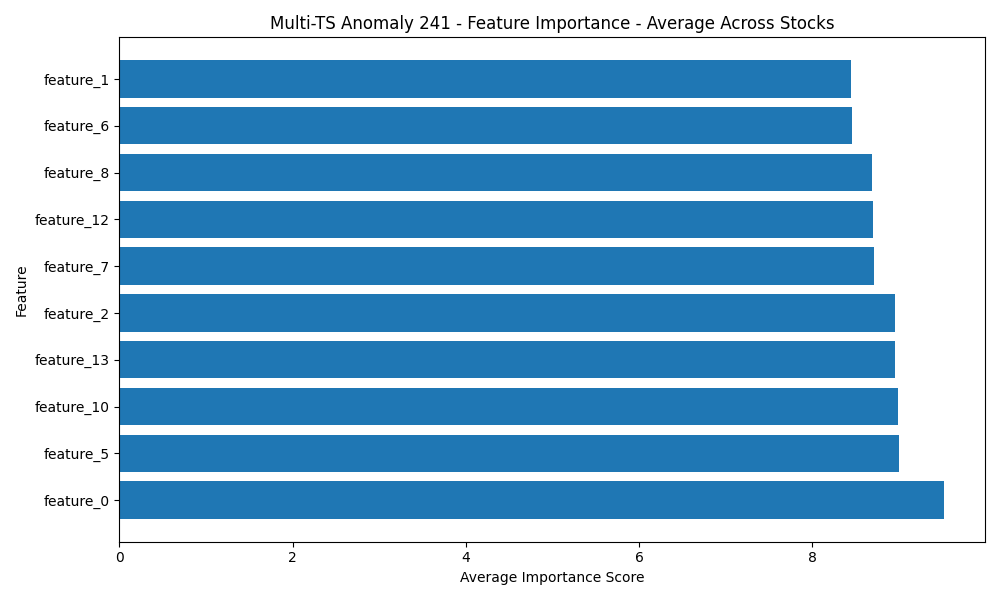 Multi-TS Anomaly 241 - Feature Importance - Average Across Stocks
Feature
feature_1
feature_6
feature_8
feature_12
feature_7
feature_2
feature_13
feature_10
feature_5
feature_0
0 2 4 6 8
Average Importance Score